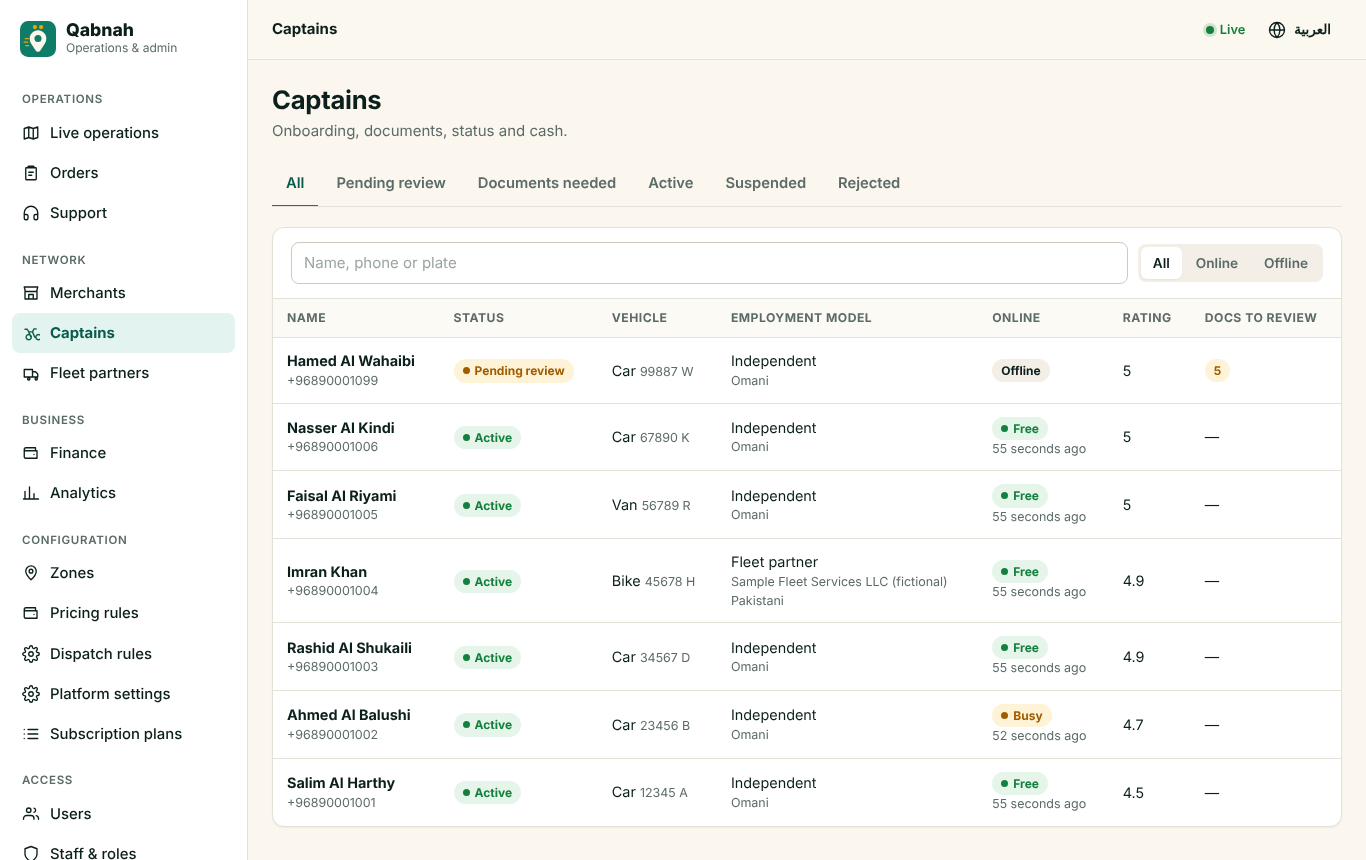 Qabnah
Operations & admin
OPERATIONS
Live operations
Orders
Support
NETWORK
Merchants
Captains
Fleet partners
BUSINESS
Finance
Analytics
CONFIGURATION
Zones
Pricing rules
Dispatch rules
Platform settings
Subscription plans
ACCESS
Users
Staff & roles
Captains
Live
العربية
Captains
Onboarding, documents, status and cash.
All Pending review Documents needed Active Suspended Rejected
Name, phone or plate
All Online Offline
NAME STATUS VEHICLE EMPLOYMENT MODEL ONLINE RATING DOCS TO REVIEW
Hamed Al Wahaibi
+96890001099
Pending review
Car 99887 W
Independent
Omani
Offline
5
5
Nasser Al Kindi
+96890001006
Active
Car 67890 K
Independent
Omani
Free
55 seconds ago
5
—
Faisal Al Riyami
+96890001005
Active
Van 56789 R
Independent
Omani
Free
55 seconds ago
5
—
Imran Khan
+96890001004
Active
Bike 45678 H
Fleet partner
Sample Fleet Services LLC (fictional)
Pakistani
Free
55 seconds ago
4.9
—
Rashid Al Shukaili
+96890001003
Active
Car 34567 D
Independent
Omani
Free
55 seconds ago
4.9
—
Ahmed Al Balushi
+96890001002
Active
Car 23456 B
Independent
Omani
Busy
52 seconds ago
4.7
—
Salim Al Harthy
+96890001001
Active
Car 12345 A
Independent
Omani
Free
55 seconds ago
4.5
—